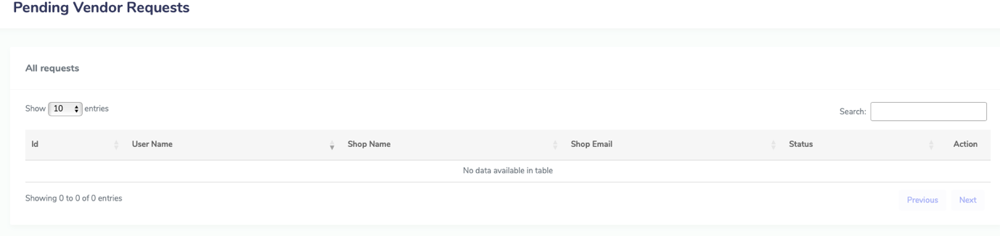 Pending Vendor Requests
All requests
Show 10 entries
Search:
Id User Name Shop Name Shop Email Status Action
No data available in table
Showing 0 to 0 of 0 entries
Previous Next